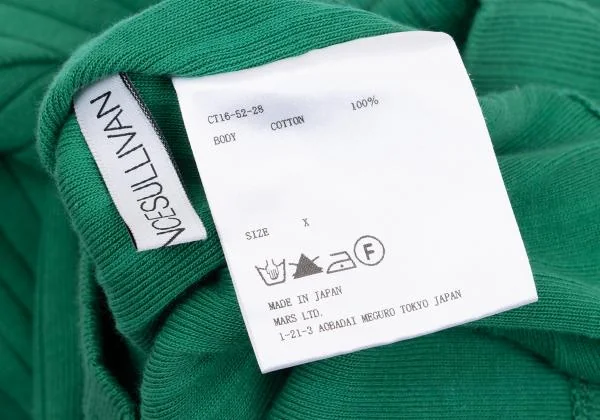 NCESULLIVAN
CT16-52-28
BODY COTTON 100%
SIZE X
F
MADE IN JAPAN
MARS LTD.
1-21-3 AOBADAI MEGURO TOKYO JAPAN